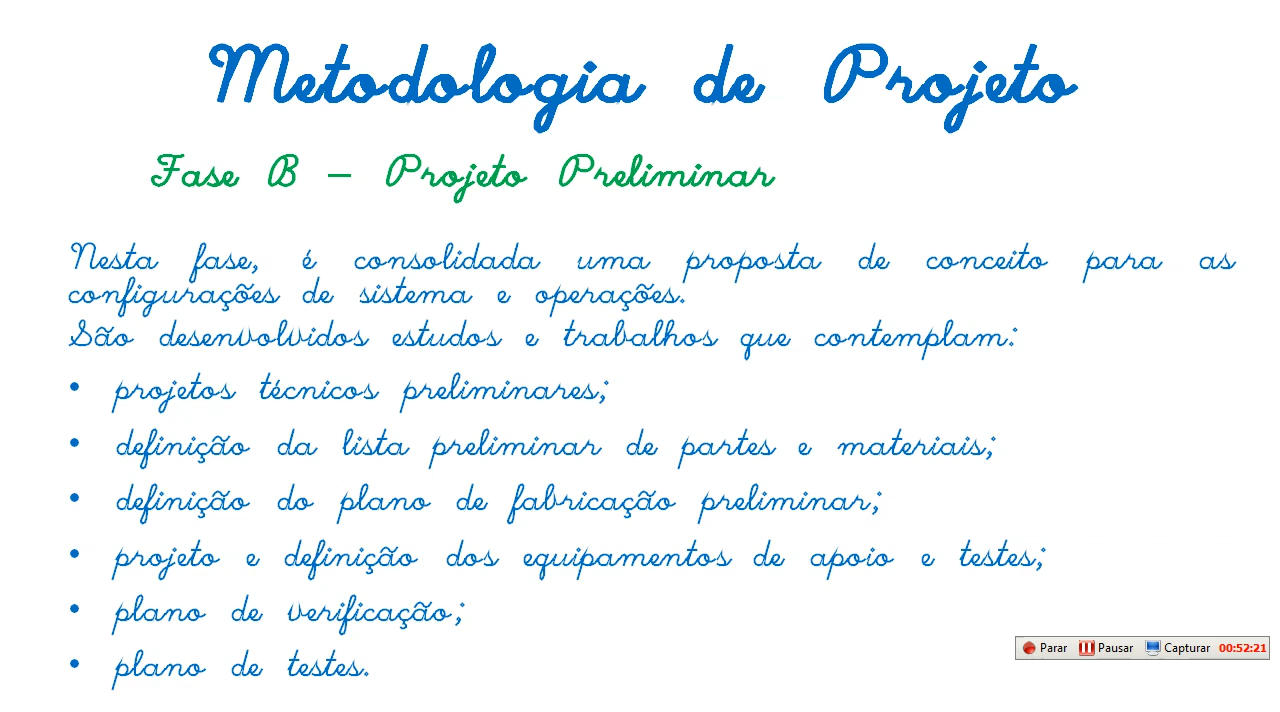 Metodologia de Projeto
Fase B – Projeto Preliminar
Nesta fase, é consolidada uma proposta de conceito para as
configurações de sistema e operações.
São desenvolvidos estudos e trabalhos que contemplam:
• projetos técnicos preliminares;
• definição da lista preliminar de partes e materiais;
• definição do plano de fabricação preliminar;
• projeto e definição dos equipamentos de apoio e testes;
• plano de verificação;
• plano de testes.
Parar Pausar Capturar 00:52:21